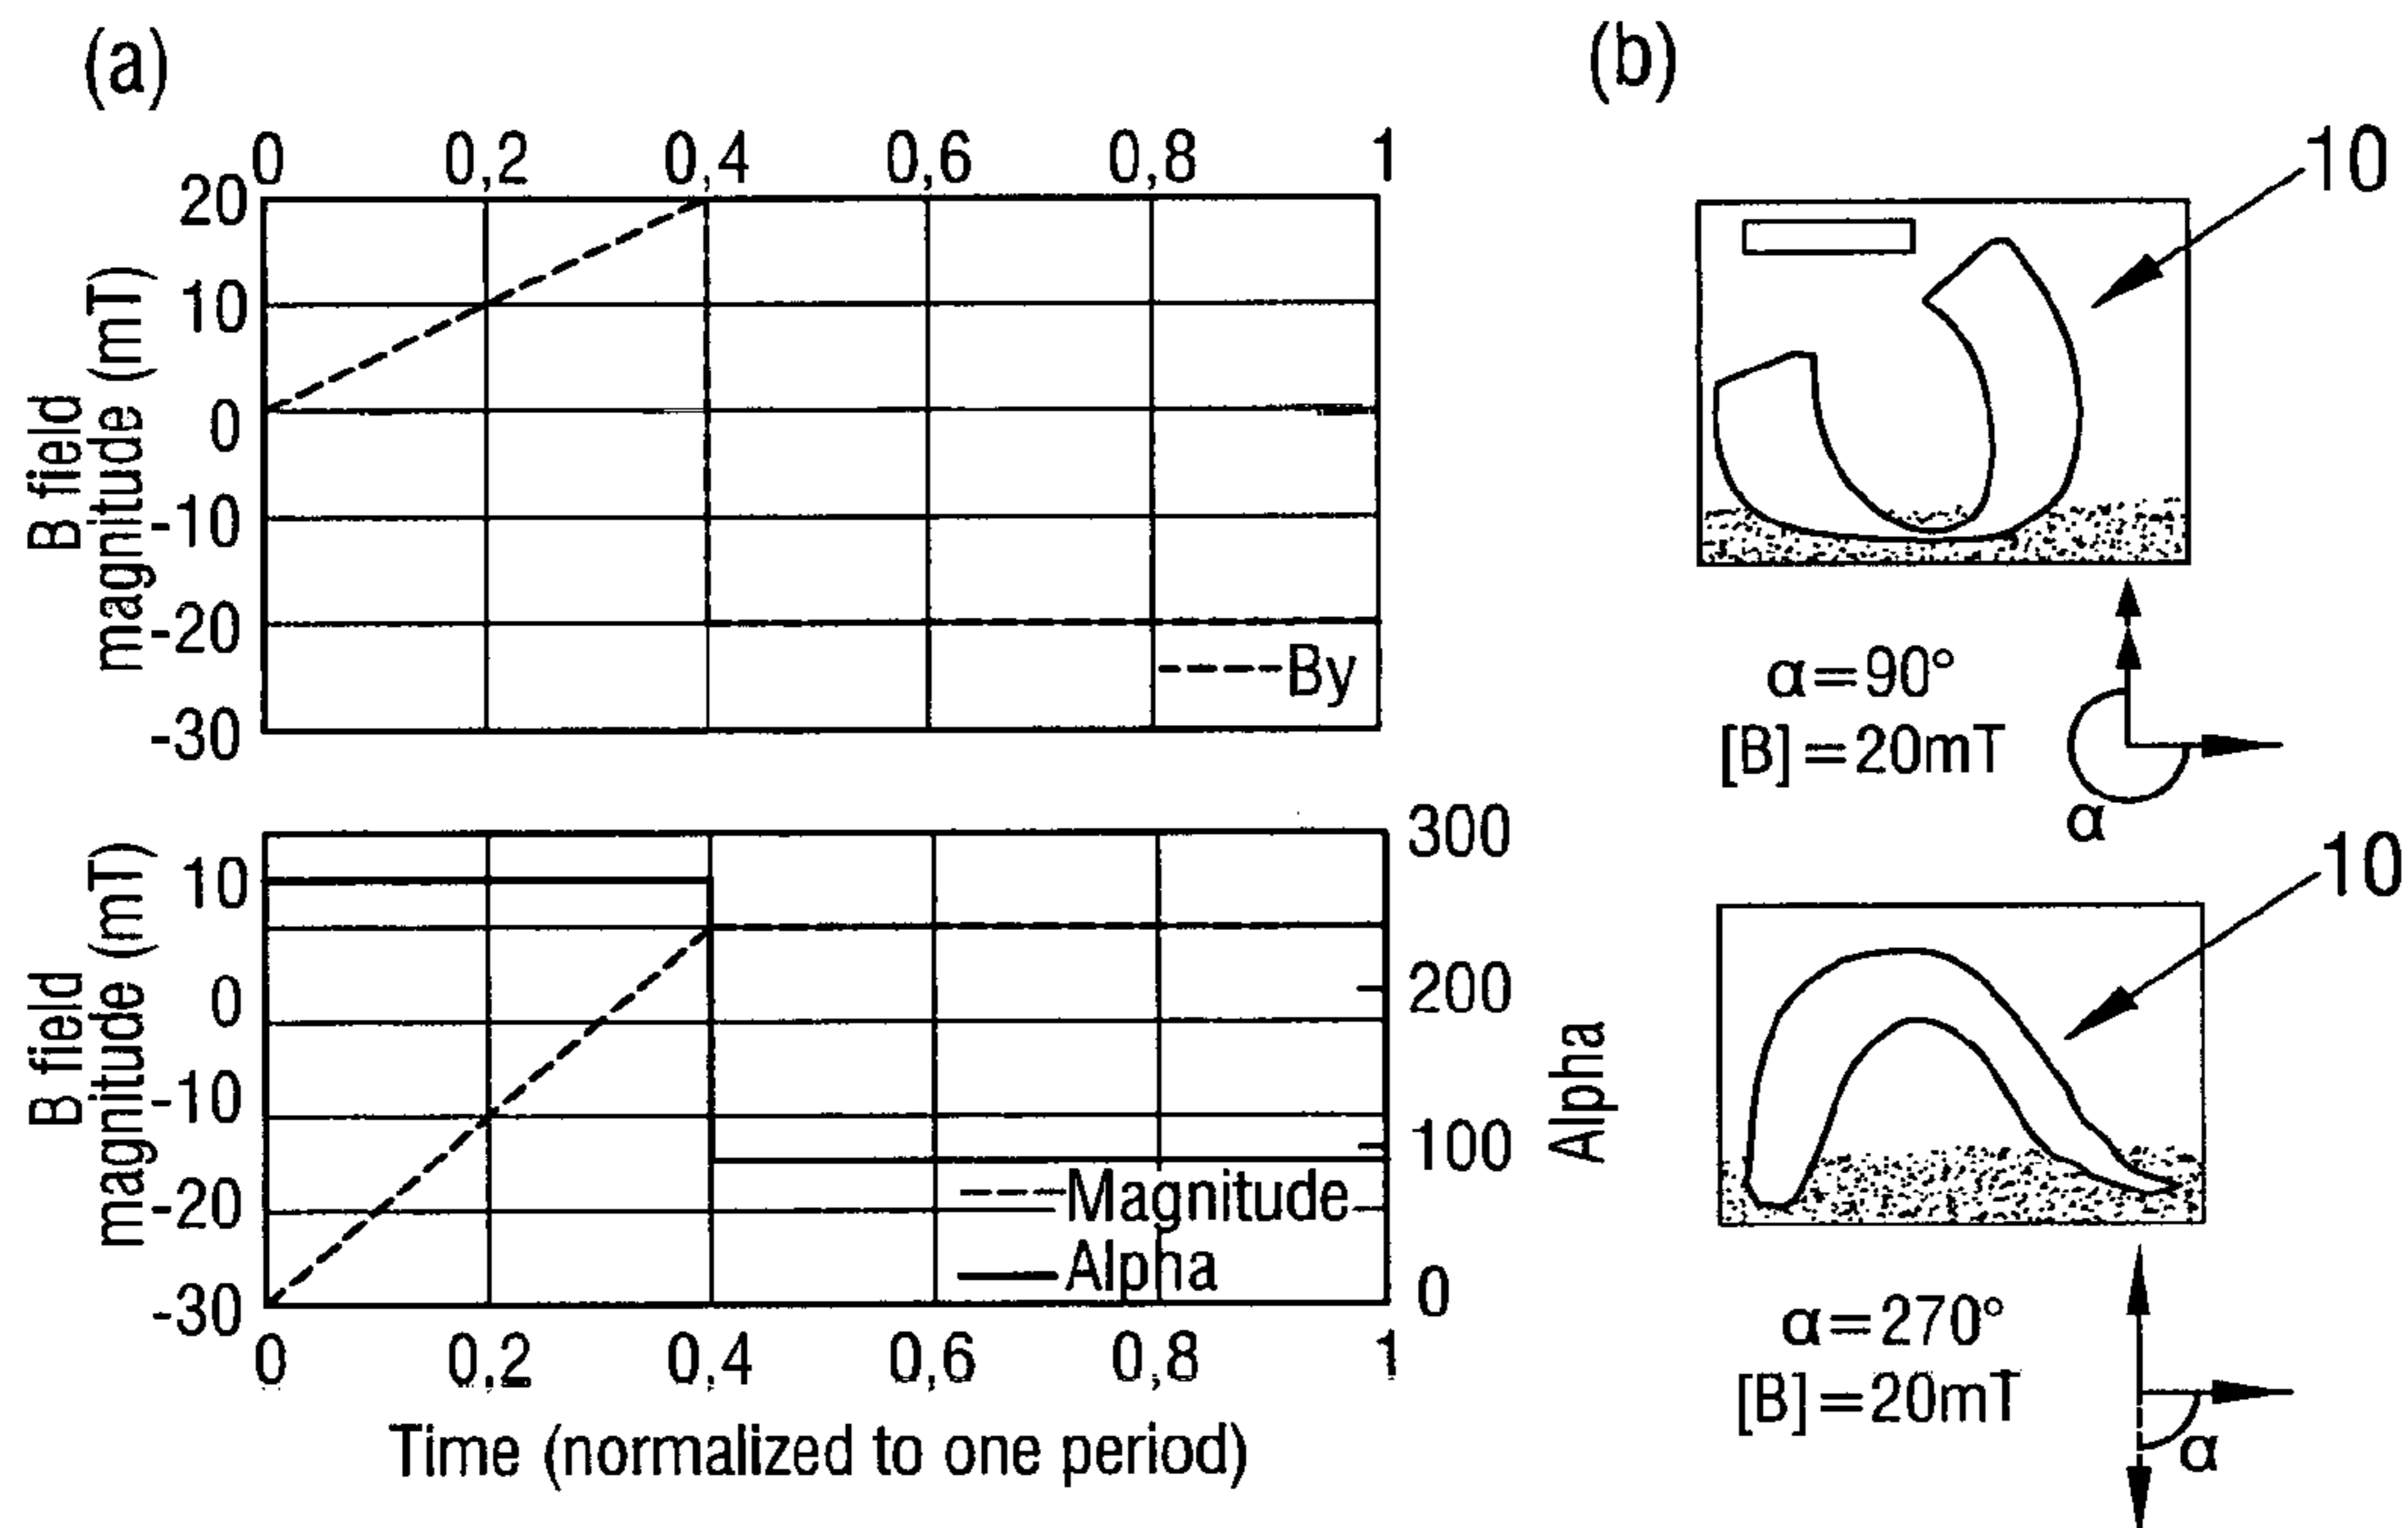 (a)
0 0,2 0,4 0,6 0,8 1
20
10
0
-10
-20
-30
B field
magnitude (mT)
By
10
0
-10
-20
-30
B field
magnitude (mT)
300
200
100
0
Alpha
Magnitude
Alpha
0 0,2 0,4 0,6 0,8 1
Time (normalized to one period)
(b)
10
α=90°
[B]=20mT
α
10
α=270°
[B]=20mT
α